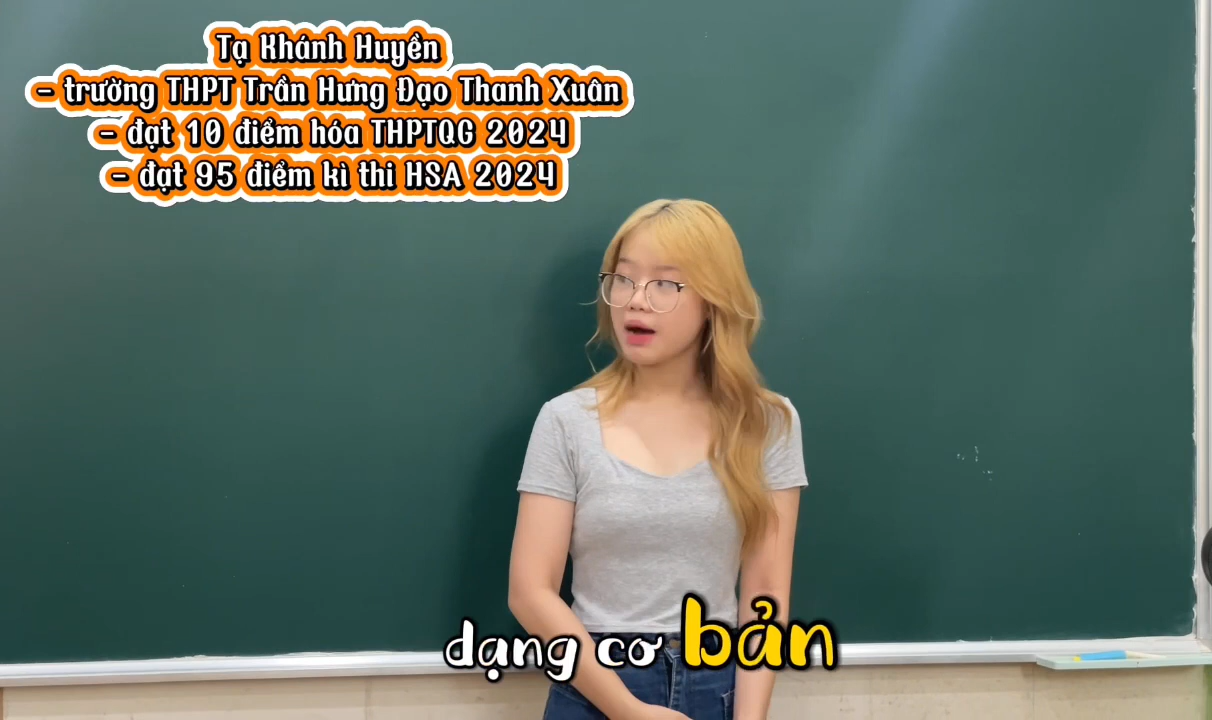 Tạ Khánh Huyền
- trường THPT Trần Hưng Đạo Thanh Xuân
- đạt 10 điểm hóa THPTQG 2024
- đạt 95 điểm kì thi HSA 2024
dạng cơ bản